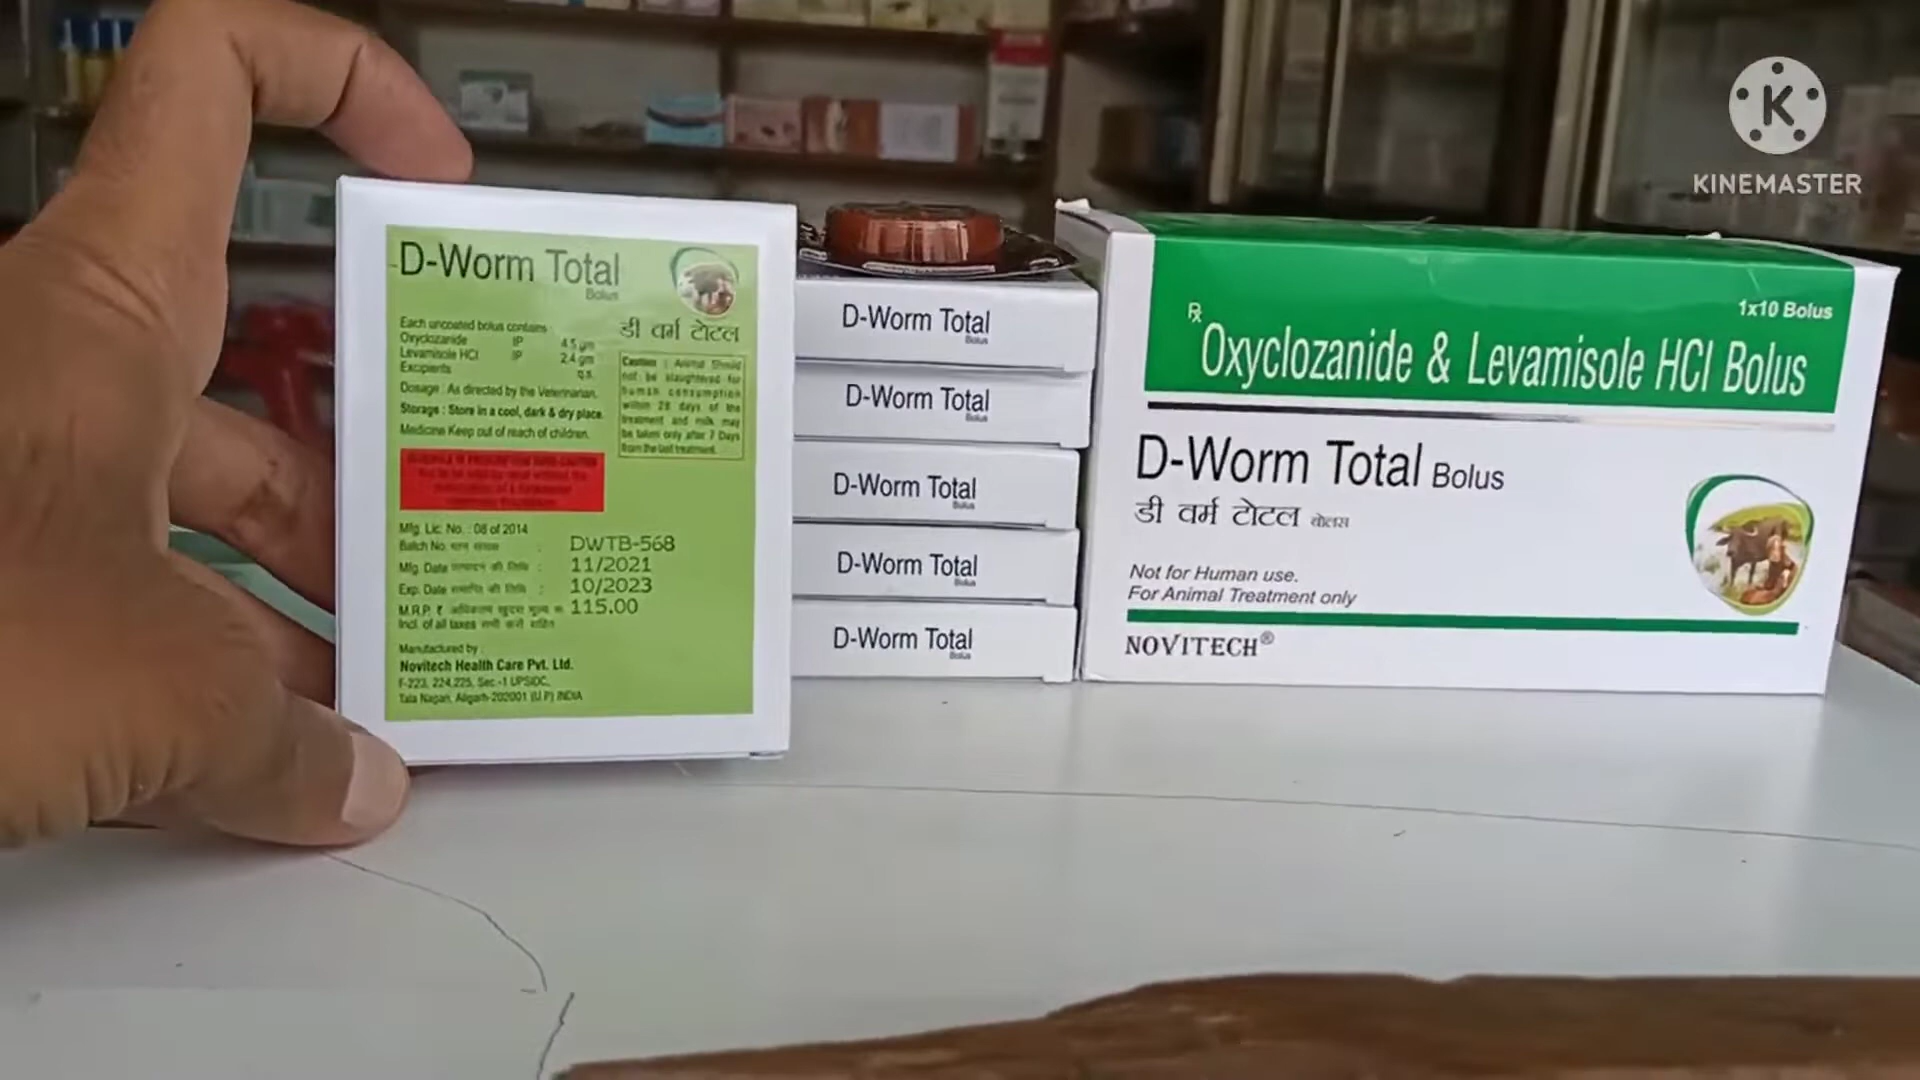 KINEMASTER
D-Worm Total
Bolus
डी वर्म टोटल
Each uncoated bolus contains
Oxyclozanide IP 4.5 gm
Levamisole HCl IP 2.4 gm
Excipients q.s.
Dosage : As directed by the Veterinarian.
Storage : Store in a cool, dark & dry place.
Medicine Keep out of reach of children.
Caution : Animal Should
not be slaughtered for
human consumption
within 28 days of the
treatment and milk may
be taken only after 7 Days
from the last treatment.
Mfg. Lic. No. : 08 of 2014
Batch No. : DWTB-568
Mfg. Date : 11/2021
Exp. Date : 10/2023
M.R.P. ₹ 115.00
Incl. of all taxes
Manufactured by :
Novitech Health Care Pvt. Ltd.
F-223, 224,225, Sec.-1 UPSIDC,
Tala Nagari, Aligarh-202001 (U.P) INDIA
D-Worm Total
Bolus
D-Worm Total
Bolus
D-Worm Total
Bolus
D-Worm Total
Bolus
D-Worm Total
Bolus
1x10 Bolus
Rx
Oxyclozanide & Levamisole HCl Bolus
D-Worm Total Bolus
डी वर्म टोटल बोलस
Not for Human use.
For Animal Treatment only
NOVITECH®